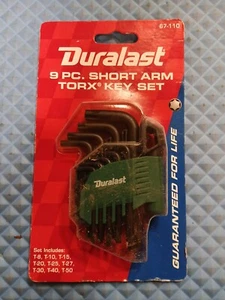 67-110
Duralast
9 PC. SHORT ARM
TORX® KEY SET
GUARANTEED FOR LIFE
Duralast
Set Includes:
T-8, T-10, T-15,
T-20, T-25, T-27,
T-30, T-40, T-50